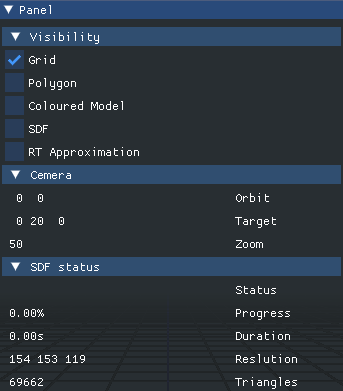 Panel
Visibility
Grid
Polygon
Coloured Model
SDF
RT Approximation
Cemera
0 0 Orbit
0 20 0 Target
50 Zoom
SDF status
Status
0.00% Progress
0.00s Duration
154 153 119 Reslution
69662 Triangles